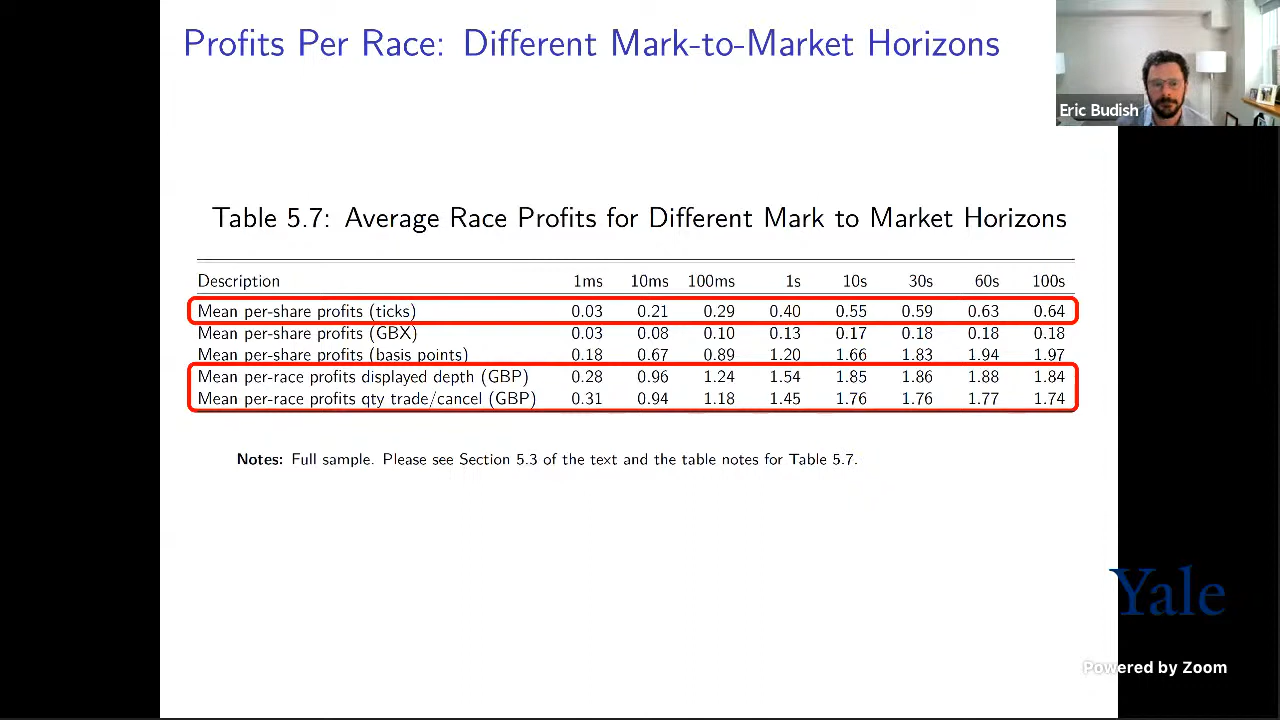 Profits Per Race: Different Mark-to-Market Horizons
Eric Budish
Table 5.7: Average Race Profits for Different Mark to Market Horizons
Description 1ms 10ms 100ms 1s 10s 30s 60s 100s
Mean per-share profits (ticks) 0.03 0.21 0.29 0.40 0.55 0.59 0.63 0.64
Mean per-share profits (GBX) 0.03 0.08 0.10 0.13 0.17 0.18 0.18 0.18
Mean per-share profits (basis points) 0.18 0.67 0.89 1.20 1.66 1.83 1.94 1.97
Mean per-race profits displayed depth (GBP) 0.28 0.96 1.24 1.54 1.85 1.86 1.88 1.84
Mean per-race profits qty trade/cancel (GBP) 0.31 0.94 1.18 1.45 1.76 1.76 1.77 1.74
Notes: Full sample. Please see Section 5.3 of the text and the table notes for Table 5.7.
Yale
Powered by Zoom